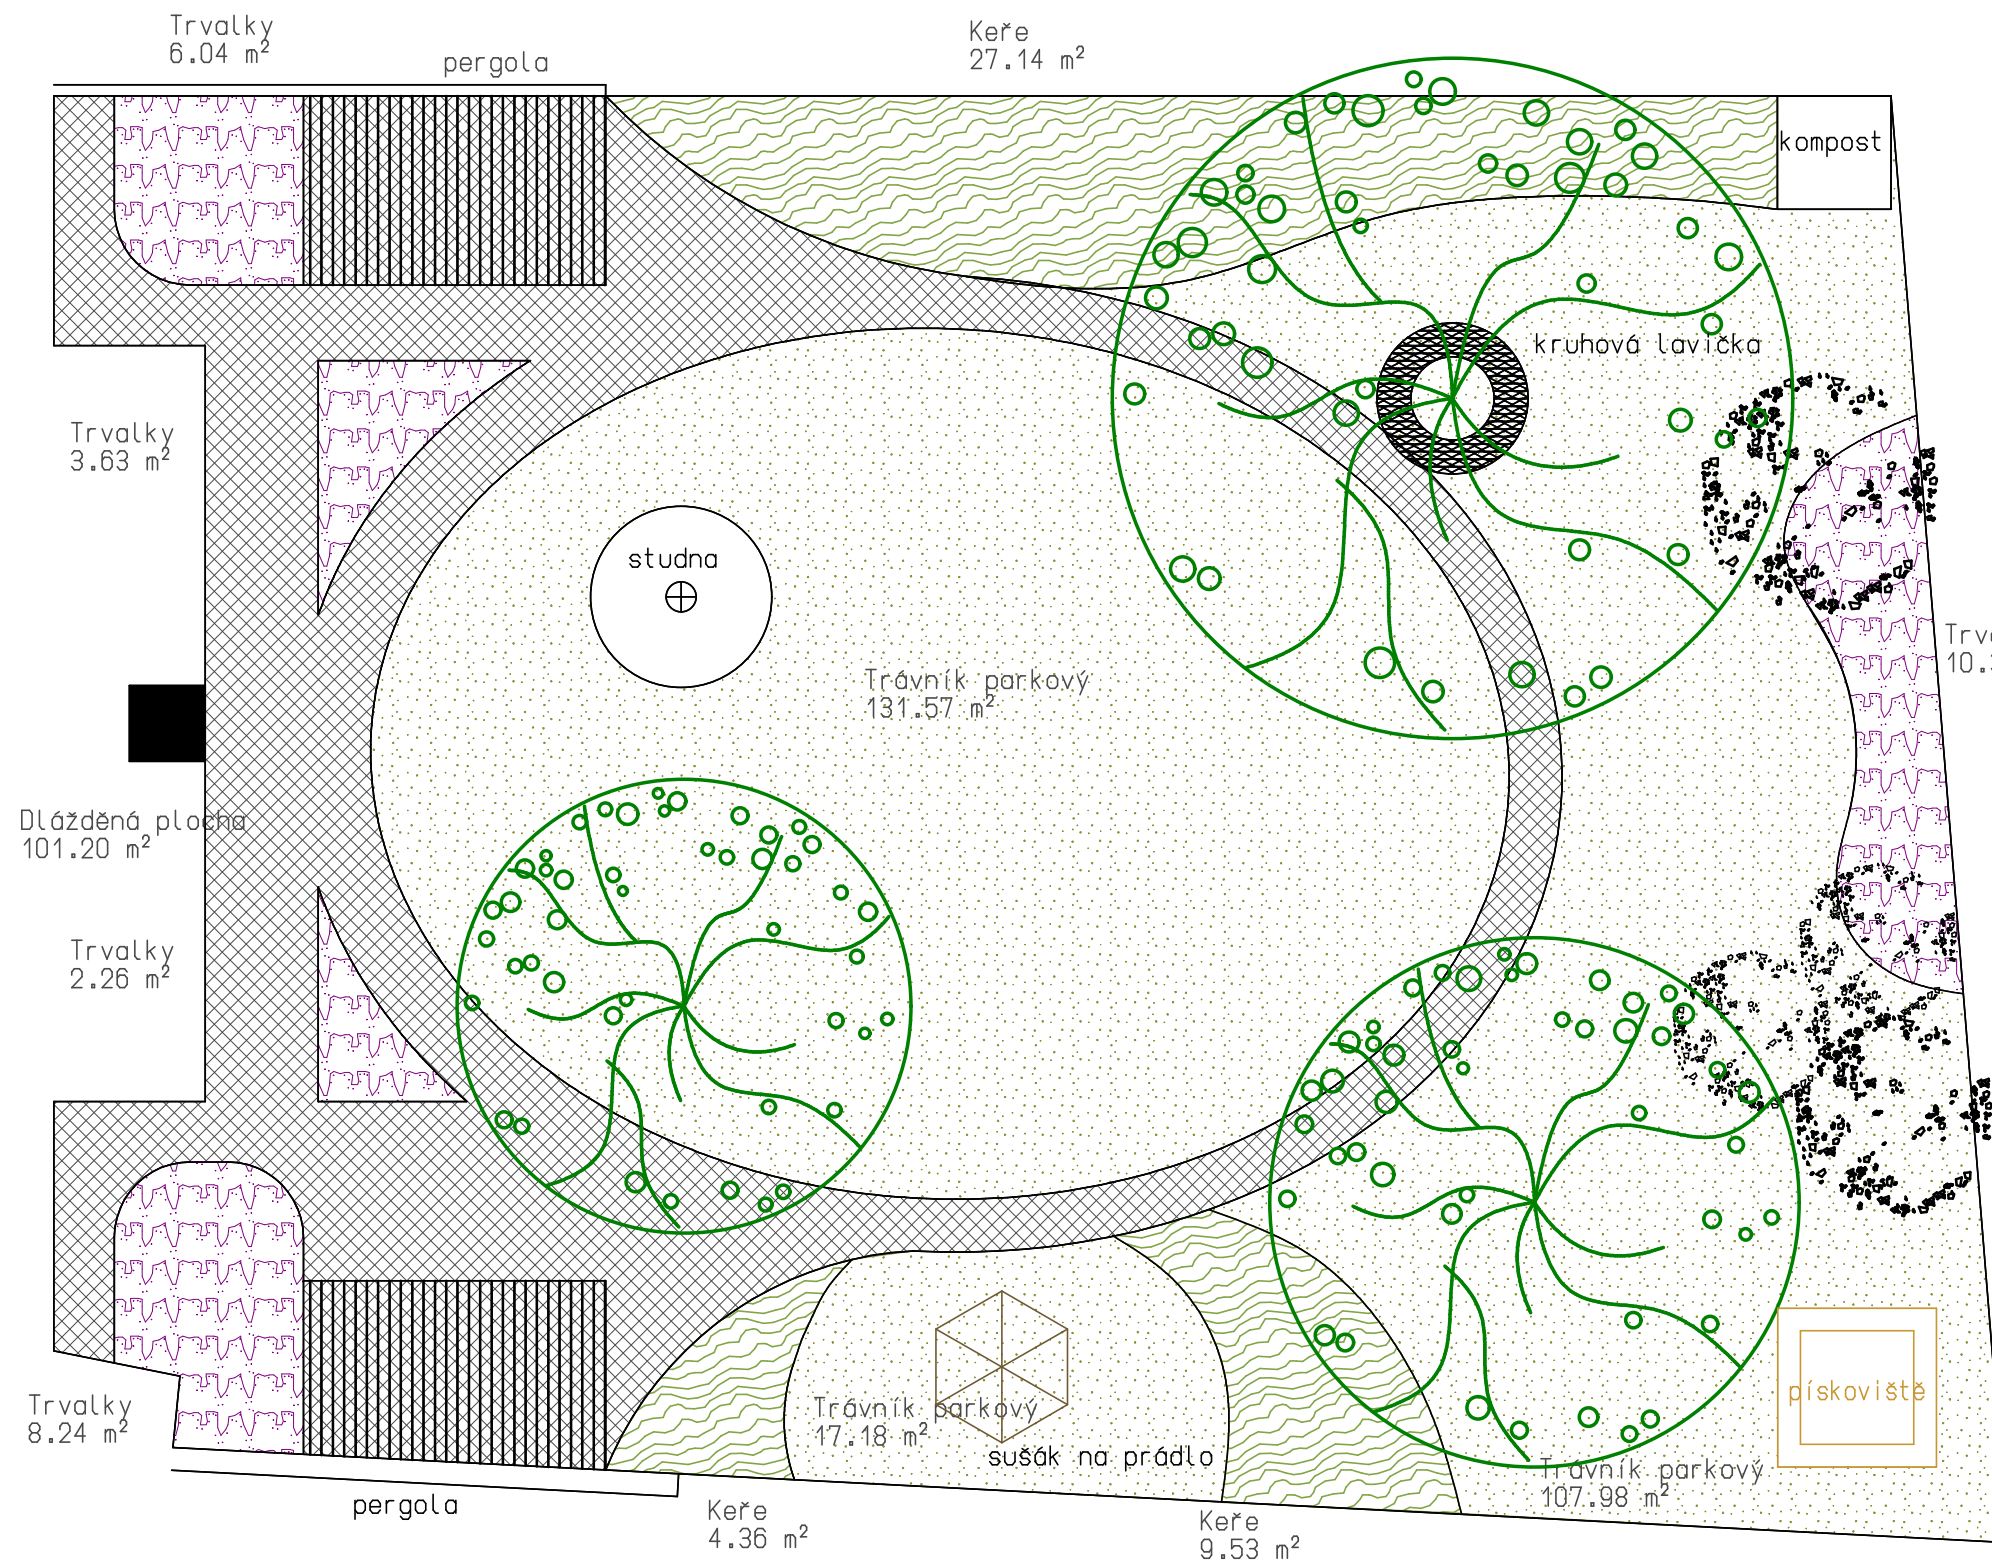 Trvalky
6.04 m²
pergola
Keře
27.14 m²
kompost
kruhová lavička
Trvalky
3.63 m²
studna
Trávník parkový
131.57 m²
Dlážděná plocha
101.20 m²
Trvalky
2.26 m²
Trvalky
8.24 m²
pergola
Trávník parkový
17.18 m²
sušák na prádlo
Keře
4.36 m²
Keře
9.53 m²
pískoviště
Trávník parkový
107.98 m²